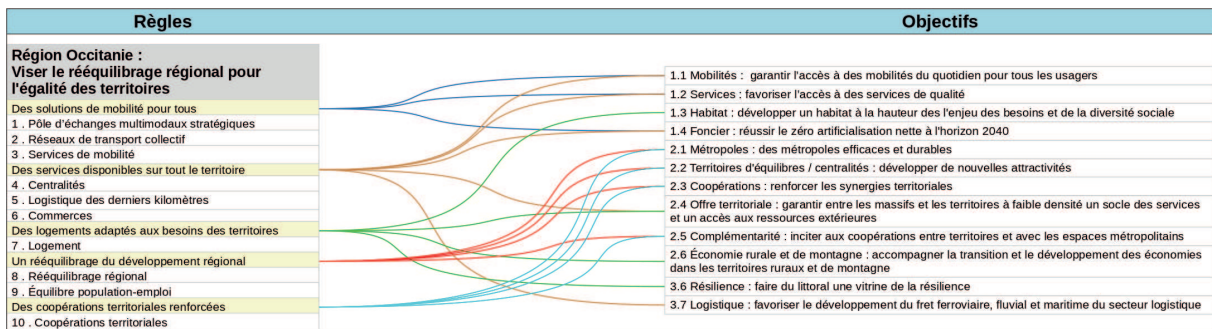 Règles
Objectifs
Région Occitanie :
Viser le rééquilibrage régional pour
l'égalité des territoires
Des solutions de mobilité pour tous
1 . Pôle d'échanges multimodaux stratégiques
2 . Réseaux de transport collectif
3 . Services de mobilité
Des services disponibles sur tout le territoire
4 . Centralités
5 . Logistique des derniers kilomètres
6 . Commerces
Des logements adaptés aux besoins des territoires
7 . Logement
Un rééquilibrage du développement régional
8 . Rééquilibrage régional
9 . Équilibre population-emploi
Des coopérations territoriales renforcées
10 . Coopérations territoriales
1.1 Mobilités : garantir l'accès à des mobilités du quotidien pour tous les usagers
1.2 Services : favoriser l'accès à des services de qualité
1.3 Habitat : développer un habitat à la hauteur des l'enjeu des besoins et de la diversité sociale
1.4 Foncier : réussir le zéro artificialisation nette à l'horizon 2040
2.1 Métropoles : des métropoles efficaces et durables
2.2 Territoires d'équilibres / centralités : développer de nouvelles attractivités
2.3 Coopérations : renforcer les synergies territoriales
2.4 Offre territoriale : garantir entre les massifs et les territoires à faible densité un socle des services
et un accès aux ressources extérieures
2.5 Complémentarité : inciter aux coopérations entre territoires et avec les espaces métropolitains
2.6 Économie rurale et de montagne : accompagner la transition et le développement des économies
dans les territoires ruraux et de montagne
3.6 Résilience : faire du littoral une vitrine de la résilience
3.7 Logistique : favoriser le développement du fret ferroviaire, fluvial et maritime du secteur logistique